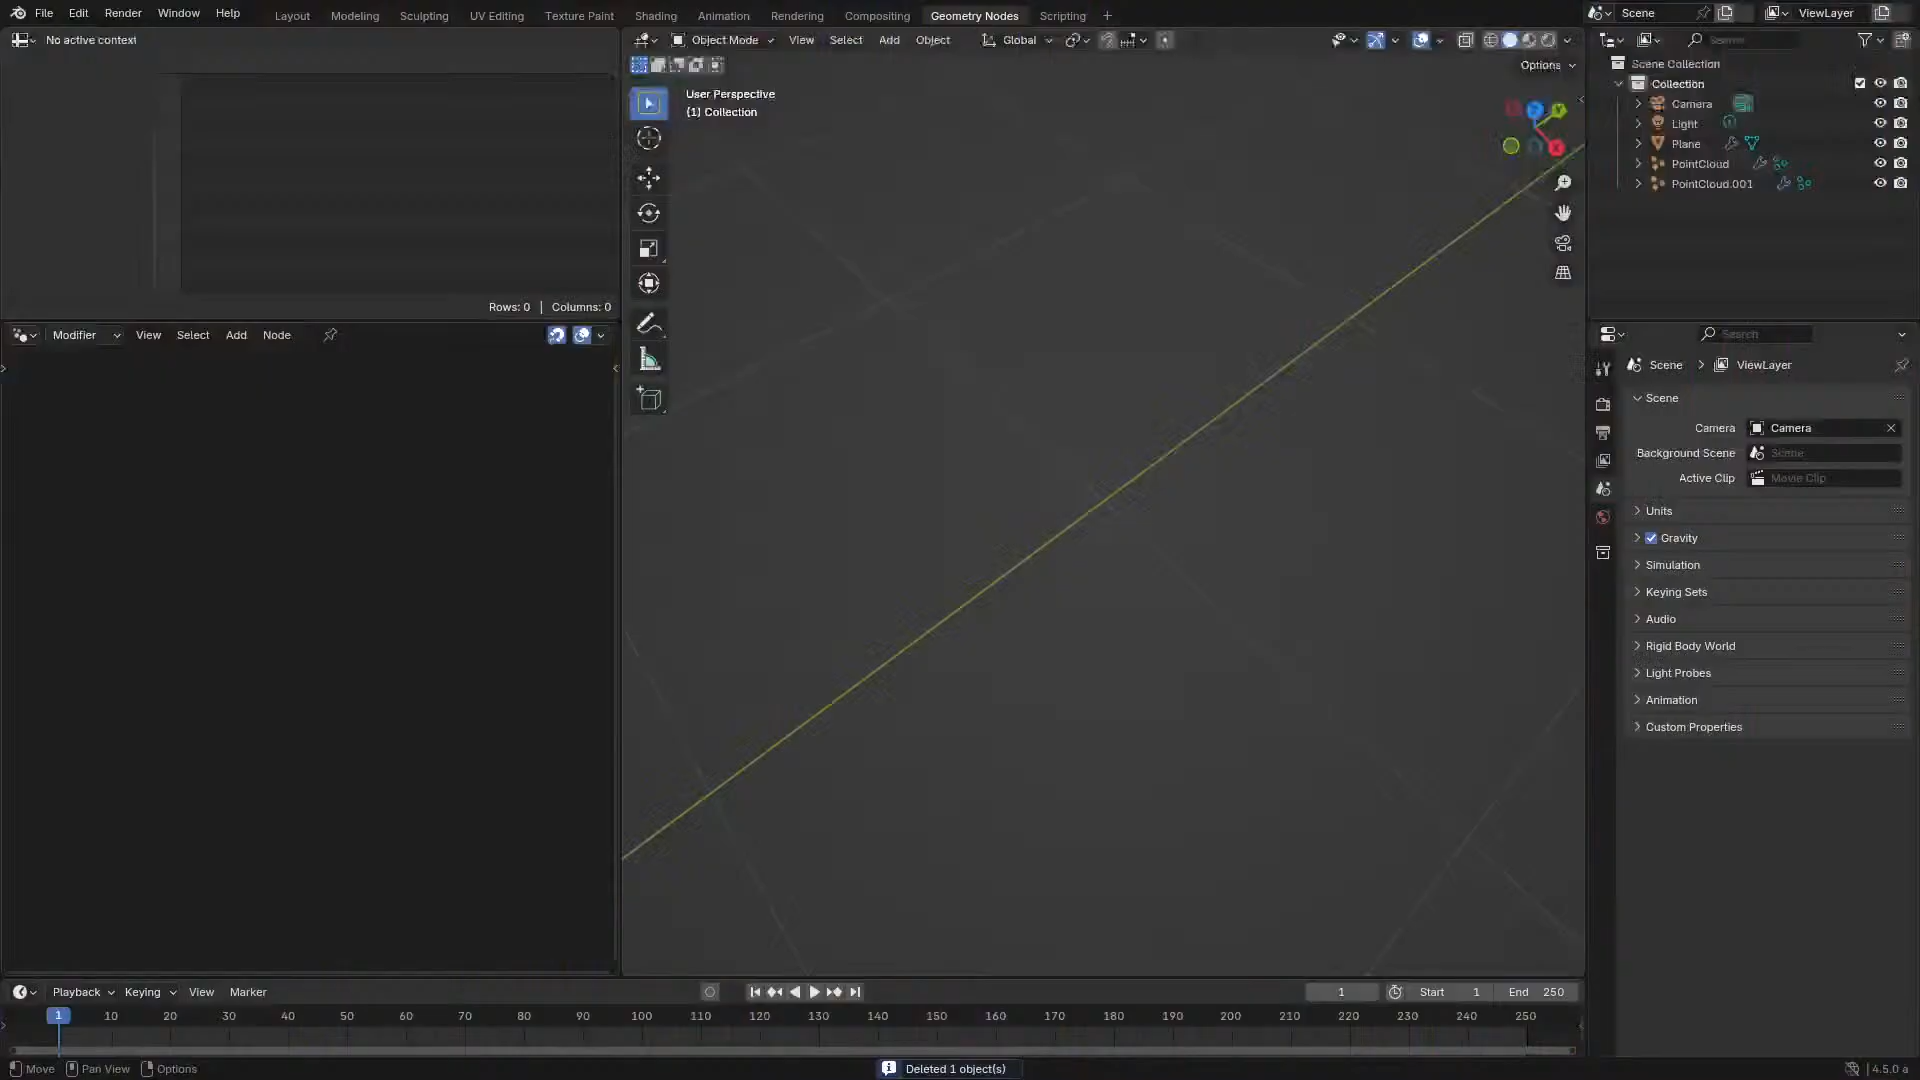 File Edit Render Window Help Layout Modeling Sculpting UV Editing Texture Paint Shading Animation Rendering Compositing Geometry Nodes Scripting + Scene ViewLayer
No active context
Object Mode View Select Add Object Global
Search
Options
User Perspective
(1) Collection
Scene Collection
Collection
Camera
Light
Plane
PointCloud
PointCloud.001
Z
Y
X
Rows: 0 | Columns: 0
Modifier View Select Add Node
Search
Scene > ViewLayer
Scene
Camera Camera
Background Scene Scene
Active Clip Movie Clip
Units
Gravity
Simulation
Keying Sets
Audio
Rigid Body World
Light Probes
Animation
Custom Properties
Playback Keying View Marker
1 Start 1 End 250
1 10 20 30 40 50 60 70 80 90 100 110 120 130 140 150 160 170 180 190 200 210 220 230 240 250
Move Pan View Options Deleted 1 object(s) 4.5.0 a